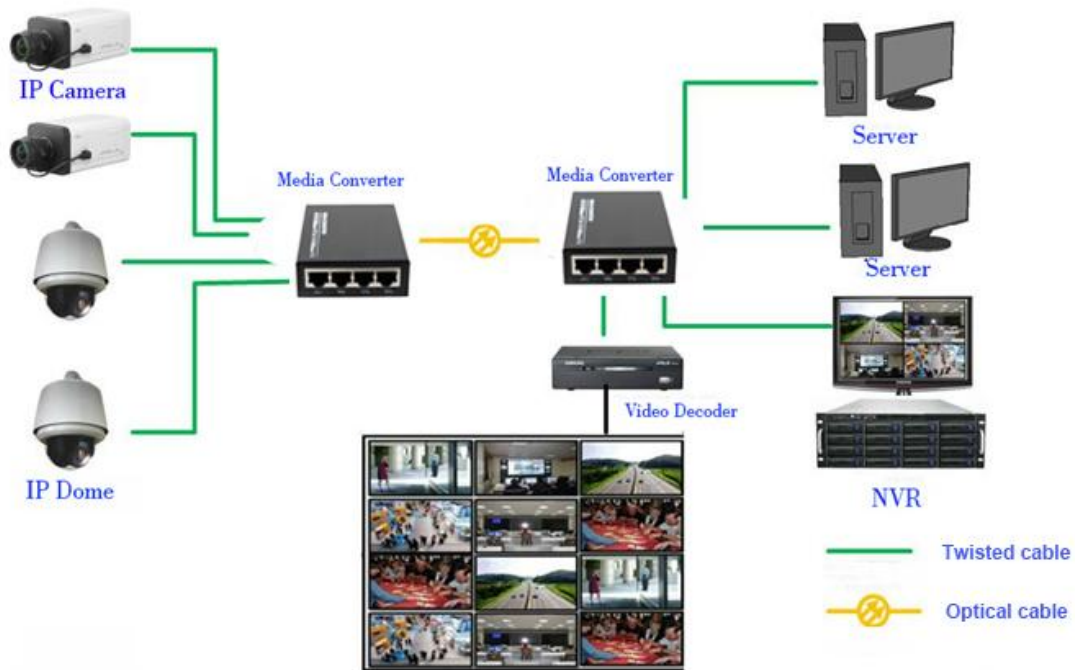 IP Camera
Media Converter
Media Converter
Server
Server
Video Decoder
IP Dome
NVR
Twisted cable
Optical cable